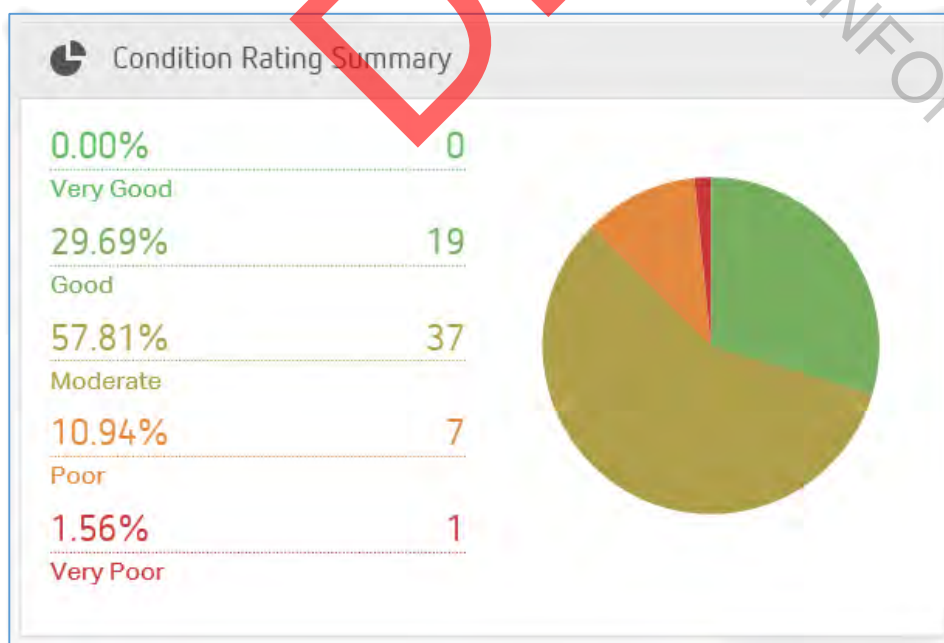 Condition Rating Summary
0.00% 0
Very Good
29.69% 19
Good
57.81% 37
Moderate
10.94% 7
Poor
1.56% 1
Very Poor